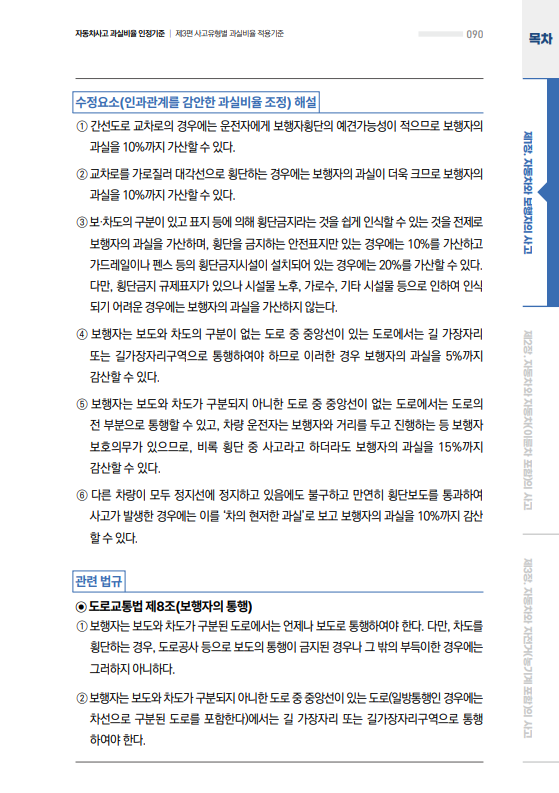 자동차사고 과실비율 인정기준 | 제3편 사고유형별 과실비율 적용기준
090
목차
수정요소(인과관계를 감안한 과실비율 조정) 해설
① 간선도로 교차로의 경우에는 운전자에게 보행자횡단의 예견가능성이 적으므로 보행자의
과실을 10%까지 가산할 수 있다.
② 교차로를 가로질러 대각선으로 횡단하는 경우에는 보행자의 과실이 더욱 크므로 보행자의
과실을 10%까지 가산할 수 있다.
③ 보·차도의 구분이 있고 표지 등에 의해 횡단금지라는 것을 쉽게 인식할 수 있는 것을 전제로
보행자의 과실을 가산하며, 횡단을 금지하는 안전표지만 있는 경우에는 10%를 가산하고
가드레일이나 펜스 등의 횡단금지시설이 설치되어 있는 경우에는 20%를 가산할 수 있다.
다만, 횡단금지 규제표지가 있으나 시설물 노후, 가로수, 기타 시설물 등으로 인하여 인식
되기 어려운 경우에는 보행자의 과실을 가산하지 않는다.
④ 보행자는 보도와 차도의 구분이 없는 도로 중 중앙선이 있는 도로에서는 길 가장자리
또는 길가장자리구역으로 통행하여야 하므로 이러한 경우 보행자의 과실을 5%까지
감산할 수 있다.
⑤ 보행자는 보도와 차도가 구분되지 아니한 도로 중 중앙선이 없는 도로에서는 도로의
전 부분으로 통행할 수 있고, 차량 운전자는 보행자와 거리를 두고 진행하는 등 보행자
보호의무가 있으므로, 비록 횡단 중 사고라고 하더라도 보행자의 과실을 15%까지
감산할 수 있다.
⑥ 다른 차량이 모두 정지선에 정지하고 있음에도 불구하고 만연히 횡단보도를 통과하여
사고가 발생한 경우에는 이를 '차의 현저한 과실'로 보고 보행자의 과실을 10%까지 감산
할 수 있다.
관련 법규
◉ 도로교통법 제8조(보행자의 통행)
① 보행자는 보도와 차도가 구분된 도로에서는 언제나 보도로 통행하여야 한다. 다만, 차도를
횡단하는 경우, 도로공사 등으로 보도의 통행이 금지된 경우나 그 밖의 부득이한 경우에는
그러하지 아니하다.
② 보행자는 보도와 차도가 구분되지 아니한 도로 중 중앙선이 있는 도로(일방통행인 경우에는
차선으로 구분된 도로를 포함한다)에서는 길 가장자리 또는 길가장자리구역으로 통행
하여야 한다.
제1장. 자동차와 보행자의 사고
제2장. 자동차와 자동차(이륜차 포함)의 사고
제3장. 자동차와 자전거(농기계 포함)의 사고